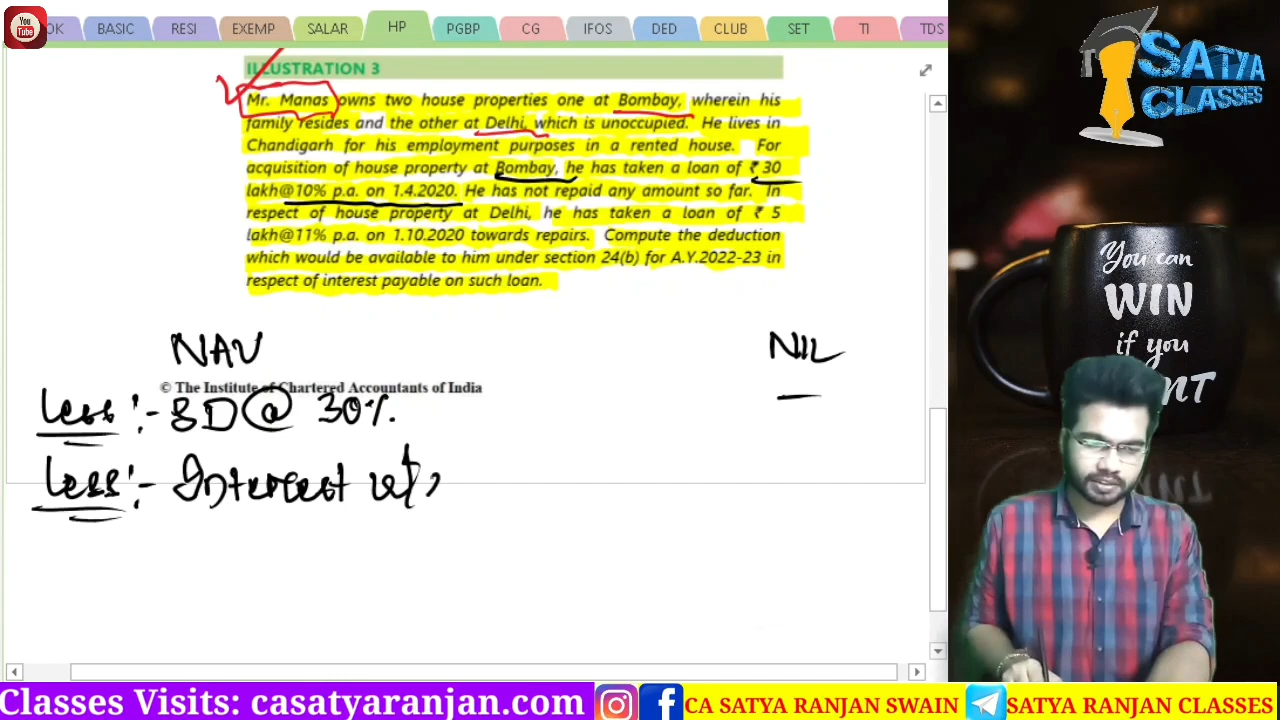 You Tube
OK BASIC RESI EXEMP SALAR HP PGBP CG IFOS DED CLUB SET TI TDS
ILLUSTRATION 3
Mr. Manas owns two house properties one at Bombay, wherein his
family resides and the other at Delhi, which is unoccupied. He lives in
Chandigarh for his employment purposes in a rented house. For
acquisition of house property at Bombay, he has taken a loan of ₹ 30
lakh@10% p.a. on 1.4.2020. He has not repaid any amount so far. In
respect of house property at Delhi, he has taken a loan of ₹ 5
lakh@11% p.a. on 1.10.2020 towards repairs. Compute the deduction
which would be available to him under section 24(b) for A.Y.2022-23 in
respect of interest payable on such loan.
NAV NIL
© The Institute of Chartered Accountants of India
Less :- SD @ 30% —
Less :- Interest u/s
SATYA
CLASSES
You can
WIN
if you
Classes Visits: casatyaranjan.com CA SATYA RANJAN SWAIN SATYA RANJAN CLASSES